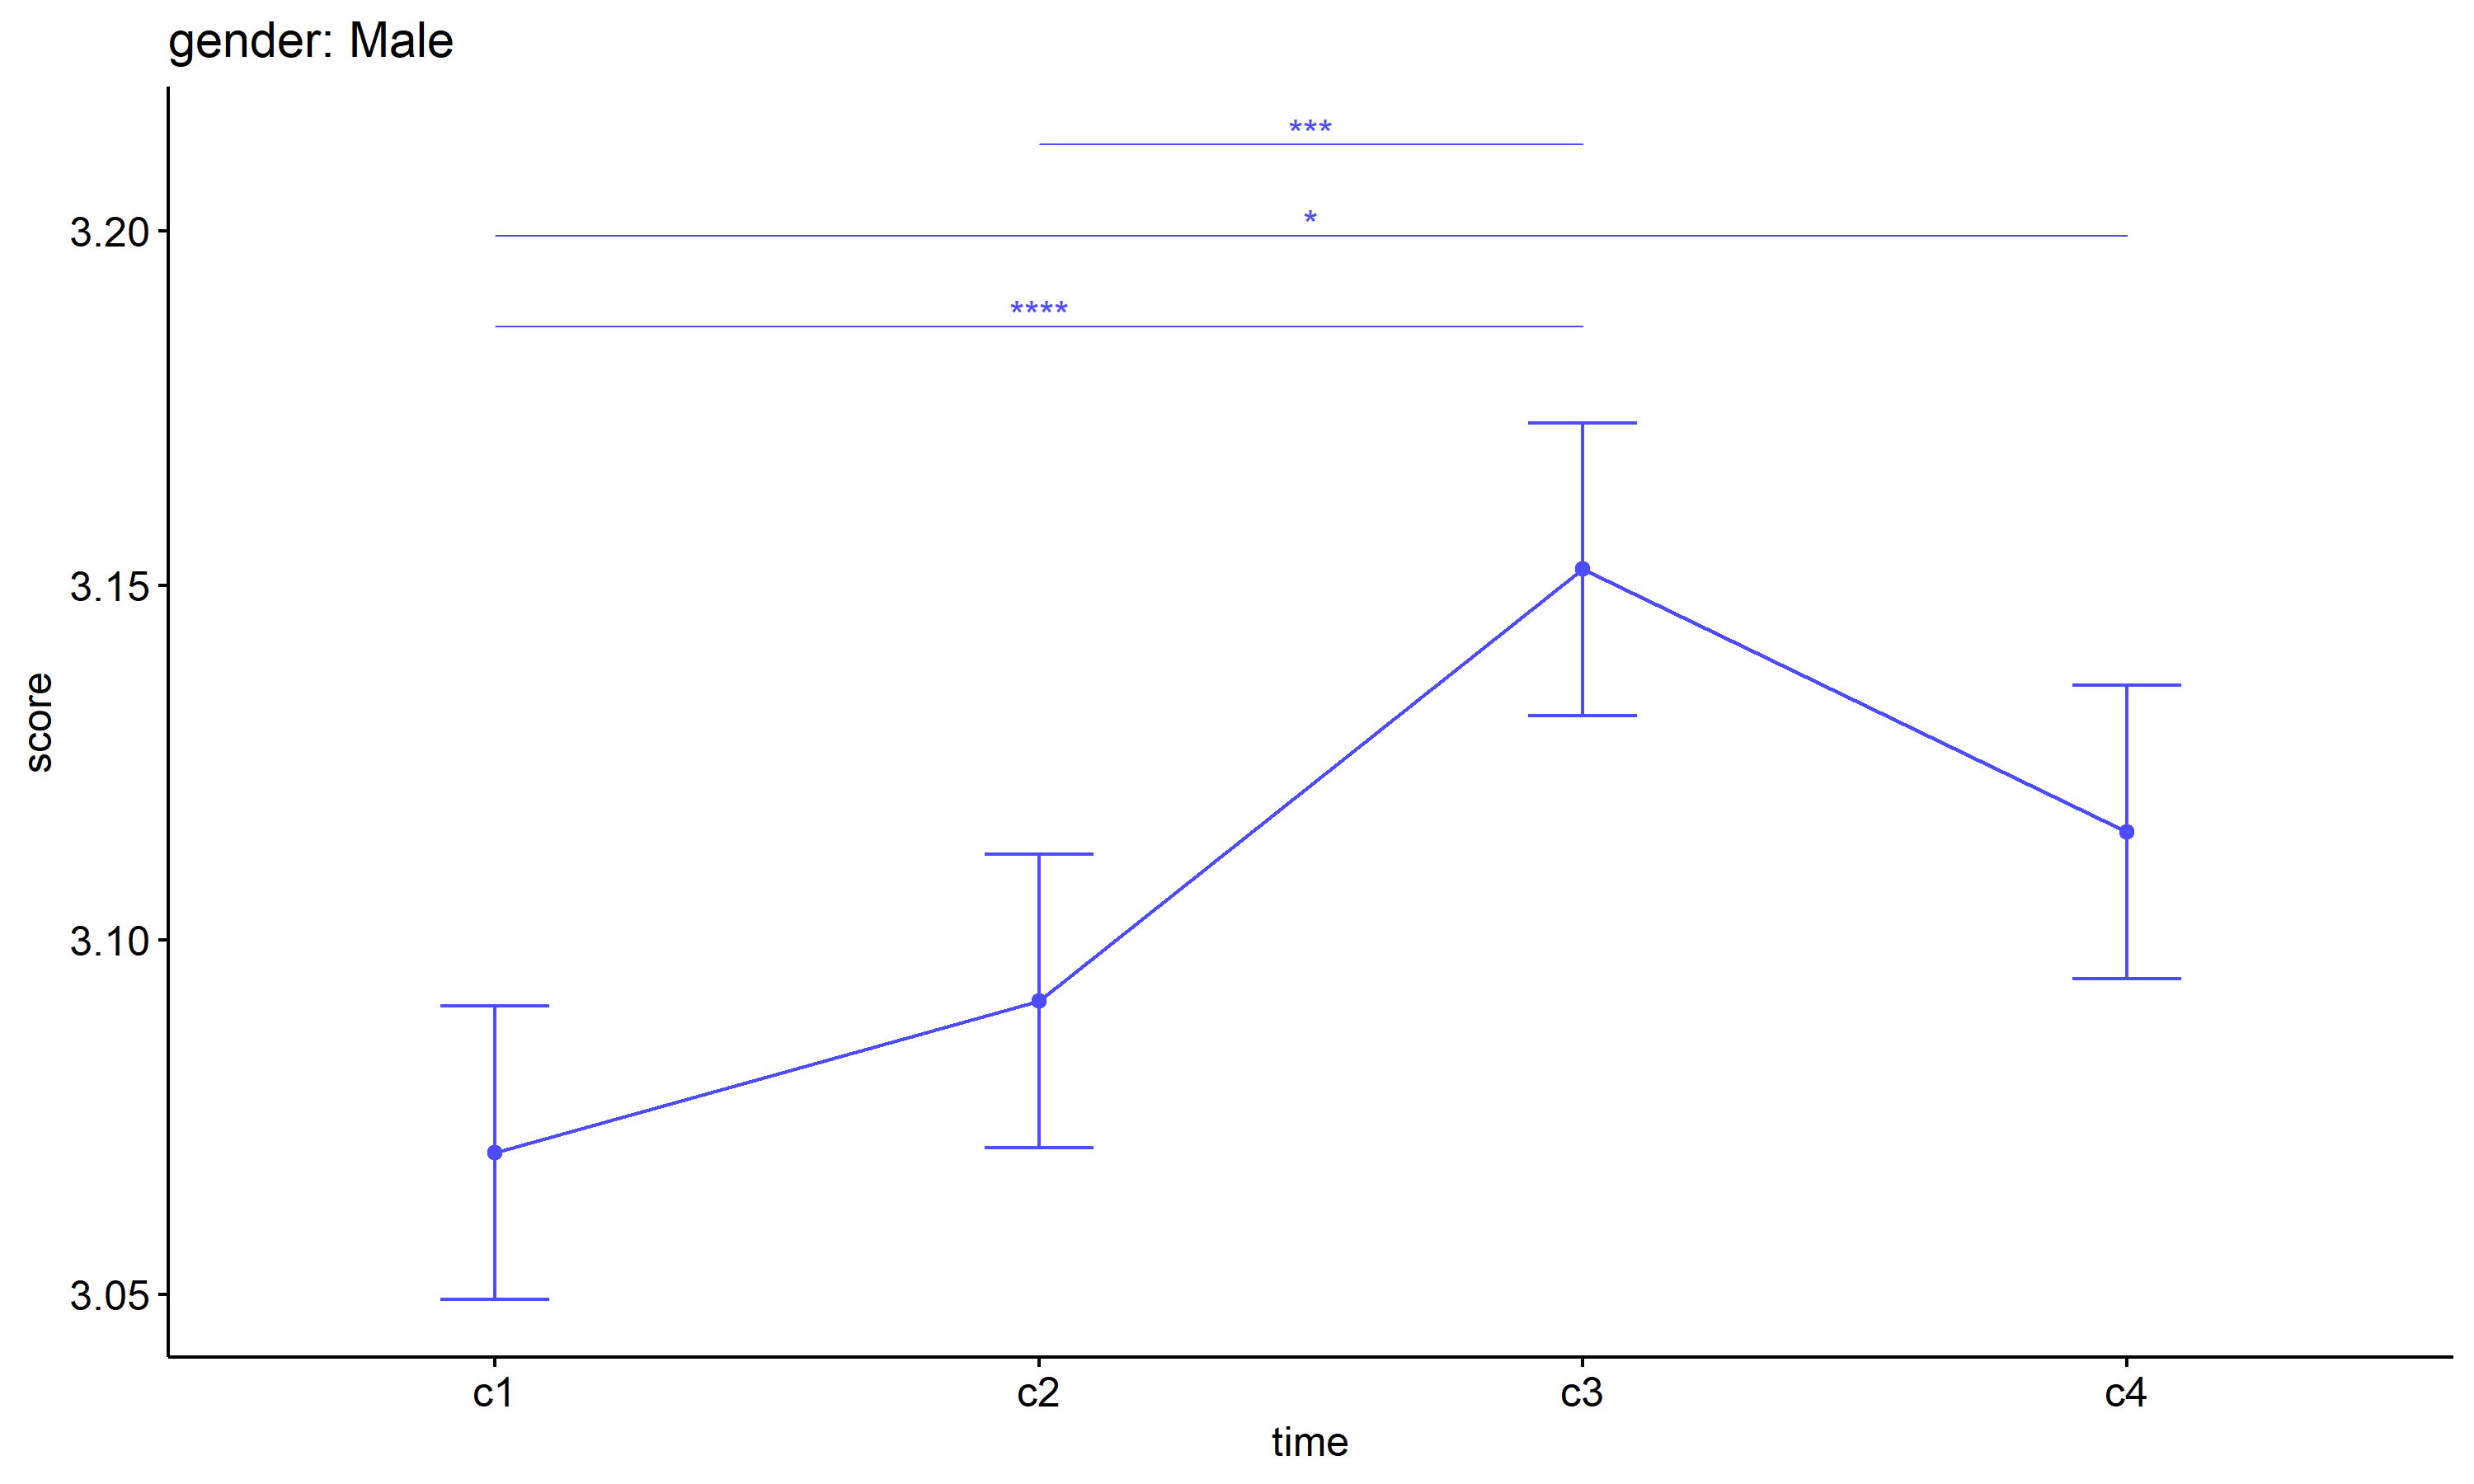 gender: Male
***
3.20
*
****
3.15
score
3.10
3.05
c1 c2 c3 c4
time